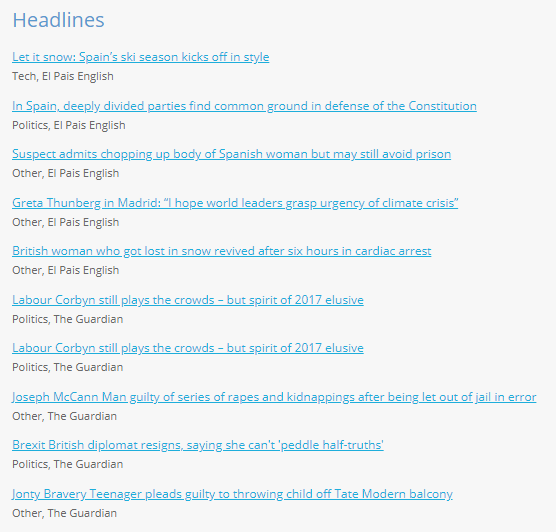 Headlines
Let it snow: Spain’s ski season kicks off in style
Tech, El Pais English
In Spain, deeply divided parties find common ground in defense of the Constitution
Politics, El Pais English
Suspect admits chopping up body of Spanish woman but may still avoid prison
Other, El Pais English
Greta Thunberg in Madrid: “I hope world leaders grasp urgency of climate crisis”
Other, El Pais English
British woman who got lost in snow revived after six hours in cardiac arrest
Other, El Pais English
Labour Corbyn still plays the crowds – but spirit of 2017 elusive
Politics, The Guardian
Labour Corbyn still plays the crowds – but spirit of 2017 elusive
Politics, The Guardian
Joseph McCann Man guilty of series of rapes and kidnappings after being let out of jail in error
Other, The Guardian
Brexit British diplomat resigns, saying she can't 'peddle half-truths'
Politics, The Guardian
Jonty Bravery Teenager pleads guilty to throwing child off Tate Modern balcony
Other, The Guardian